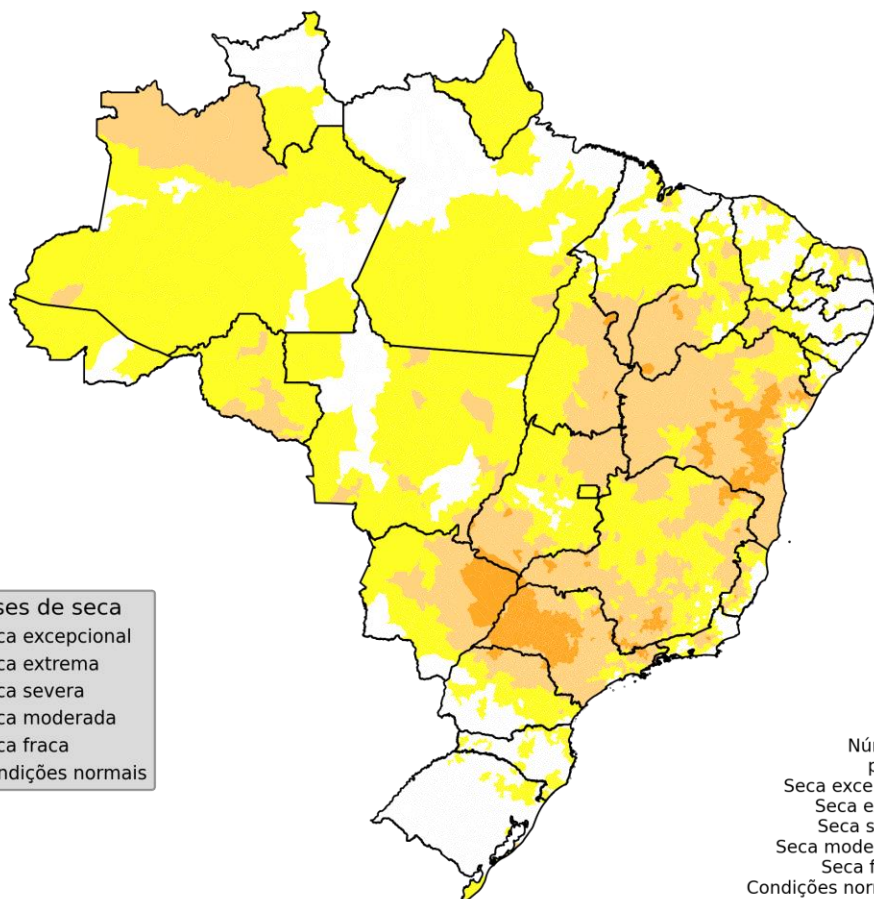 ses de seca
ca excepcional
ca extrema
ca severa
ca moderada
ca fraca
ndições normais
Nú
p
Seca exce
Seca e
Seca s
Seca mode
Seca f
Condições nor